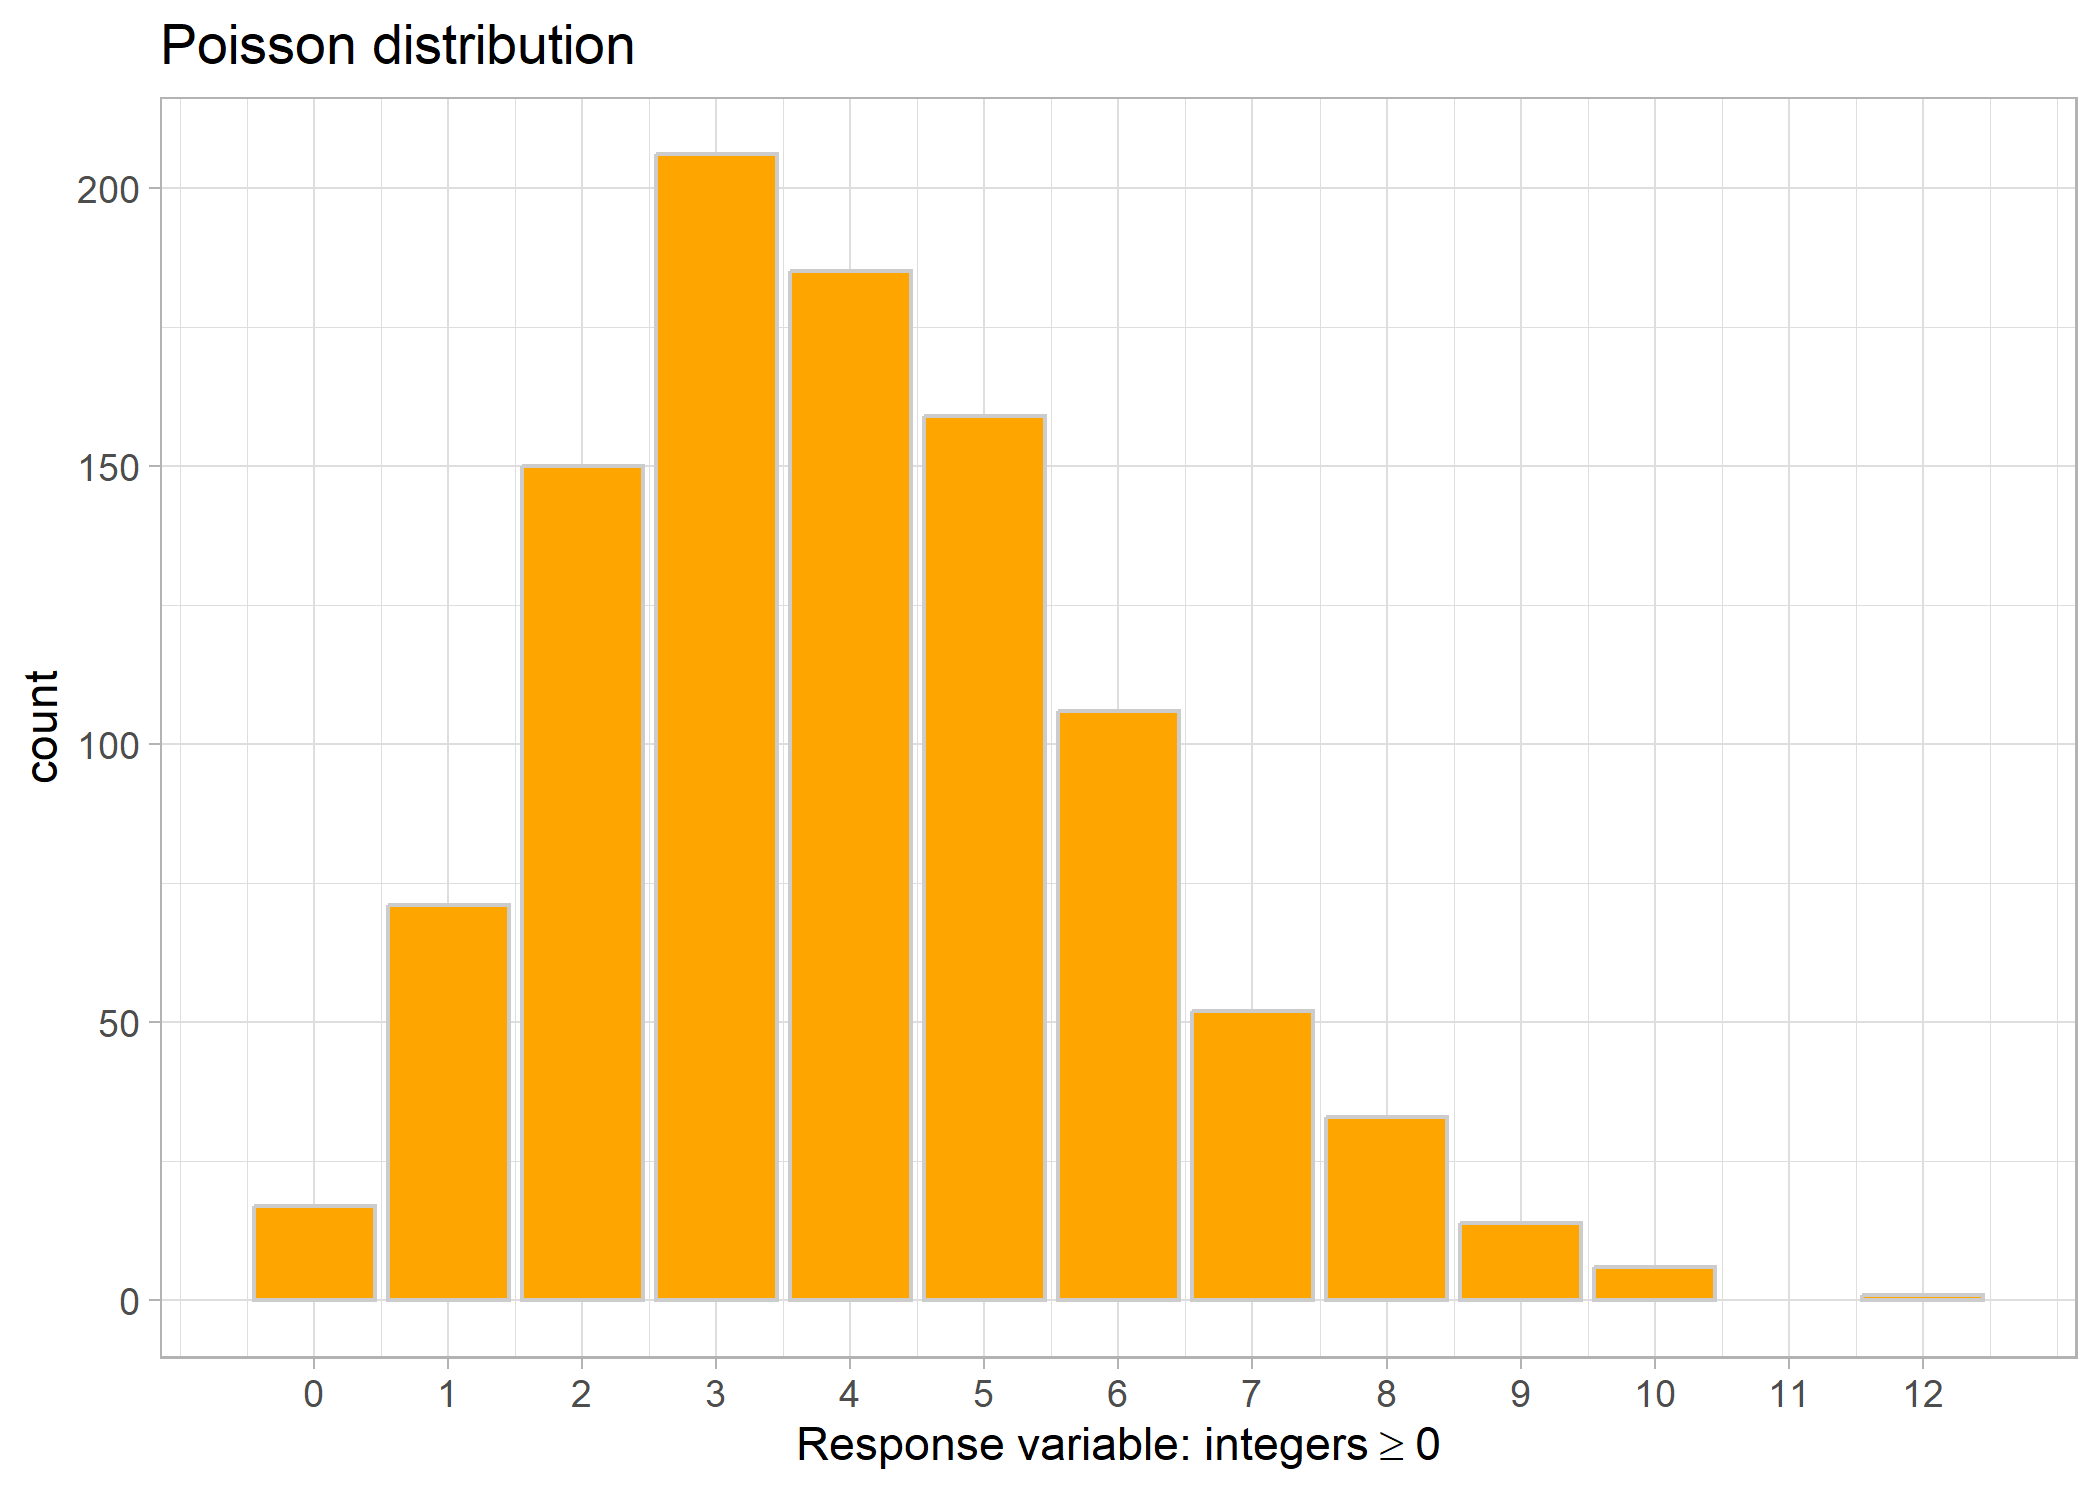 Poisson distribution
200
150
100
50
0
count
0 1 2 3 4 5 6 7 8 9 10 11 12
Response variable: integers ≥ 0